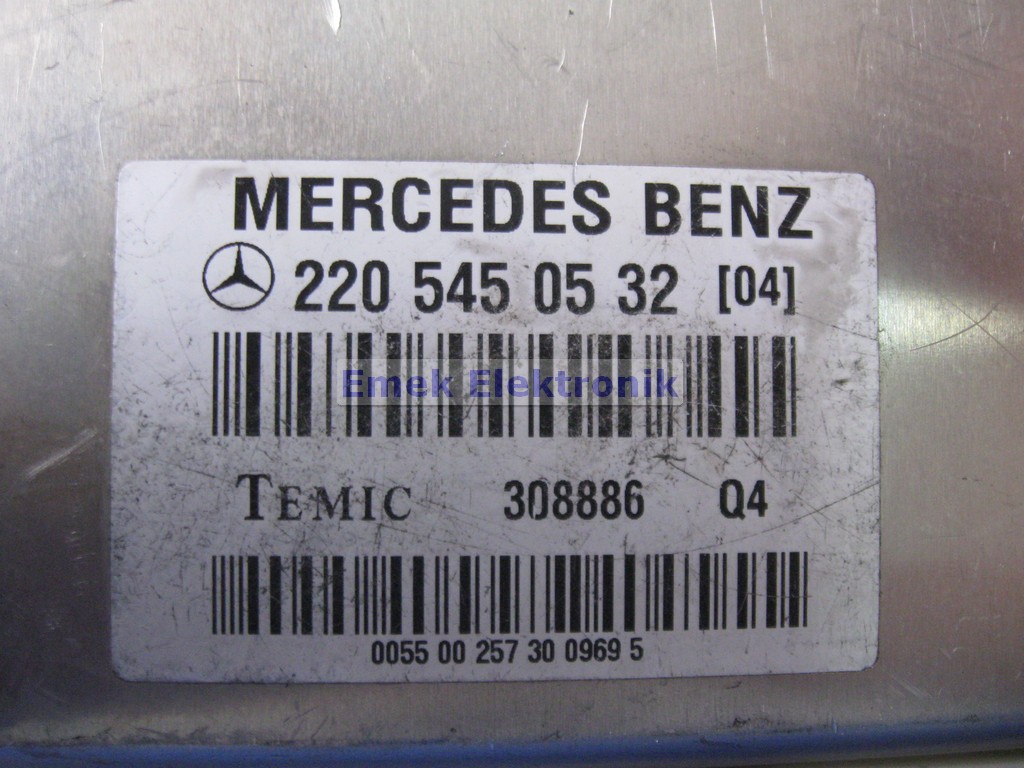 MERCEDES BENZ
220 545 05 32 [04]
Emek Elektronik
TEMIC 308886 Q4
0055 00 257 30 0969 5